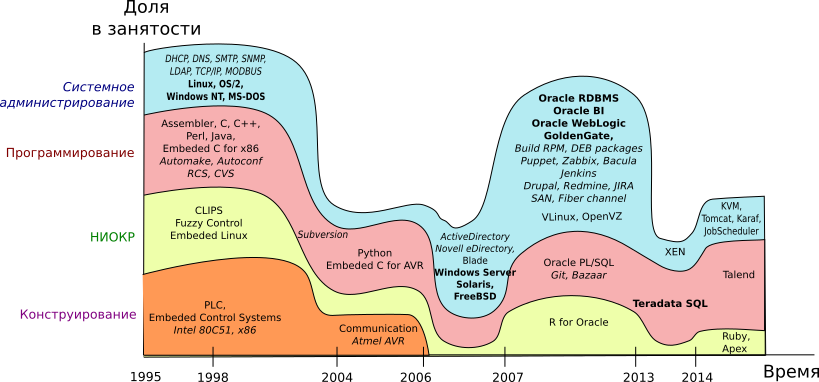 Доля
в занятости
Системное
администрирование
Программирование
НИОКР
Конструирование
DHCP, DNS, SMTP, SNMP,
LDAP, TCP/IP, MODBUS
Linux, OS/2,
Windows NT, MS-DOS
Assembler, C, C++,
Perl, Java,
Embeded C for x86
Automake, Autoconf
RCS, CVS
CLIPS
Fuzzy Control
Embeded Linux
PLC,
Embeded Control Systems
Intel 80C51, x86
Subversion
Python
Embeded C for AVR
Communication
Atmel AVR
ActiveDirectory
Novell eDirectory,
Blade
Windows Server
Solaris,
FreeBSD
Oracle RDBMS
Oracle BI
Oracle WebLogic
GoldenGate,
Build RPM, DEB packages
Puppet, Zabbix, Bacula
Jenkins
Drupal, Redmine, JIRA
SAN, Fiber channel
VLinux, OpenVZ
Oracle PL/SQL
Git, Bazaar
R for Oracle
XEN
Teradata SQL
KVM,
Tomcat, Karaf,
JobScheduler
Talend
Ruby,
Apex
1995 1998 2004 2006 2007 2013 2014
Время